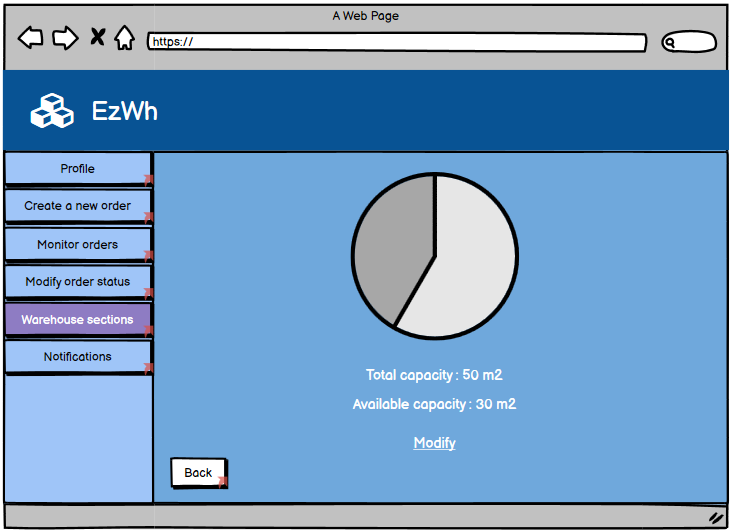 A Web Page
https://
EzWh
Profile
Create a new order
Monitor orders
Modify order status
Warehouse sections
Notifications
Total capacity : 50 m2
Available capacity : 30 m2
Modify
Back